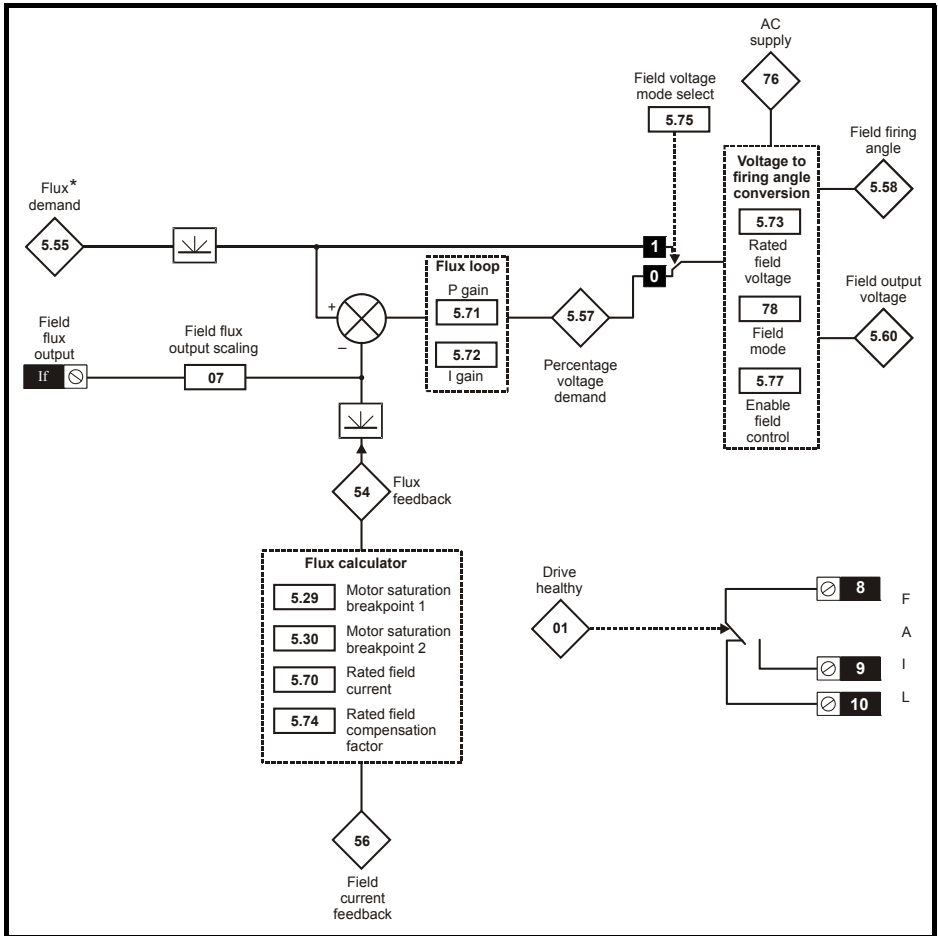 AC
supply
76
Field voltage
mode select
5.75
Field firing
angle
5.58
Voltage to
firing angle
conversion
5.73
Rated
field
voltage
78
Field
mode
5.77
Enable
field
control
Field output
voltage
5.60
Flux*
demand
5.55
1
0
Flux loop
P gain
5.71
5.72
I gain
+
–
5.57
Percentage
voltage
demand
Field
flux
output
If
Field flux
output scaling
07
54
Flux
feedback
Flux calculator
5.29 Motor saturation
breakpoint 1
5.30 Motor saturation
breakpoint 2
5.70 Rated field
current
5.74 Rated field
compensation
factor
56
Field
current
feedback
Drive
healthy
01
8
9
10
F
A
I
L